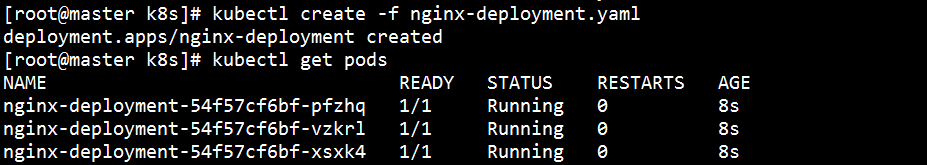 [root@master k8s]# kubectl create -f nginx-deployment.yaml
deployment.apps/nginx-deployment created
[root@master k8s]# kubectl get pods
NAME READY STATUS RESTARTS AGE
nginx-deployment-54f57cf6bf-pfzhq 1/1 Running 0 8s
nginx-deployment-54f57cf6bf-vzkrl 1/1 Running 0 8s
nginx-deployment-54f57cf6bf-xsxk4 1/1 Running 0 8s